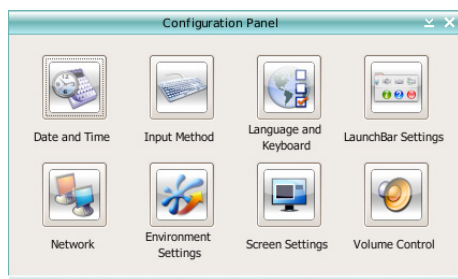 Configuration Panel
Date and Time
Input Method
Language and
Keyboard
LaunchBar Settings
Network
Environment
Settings
Screen Settings
Volume Control